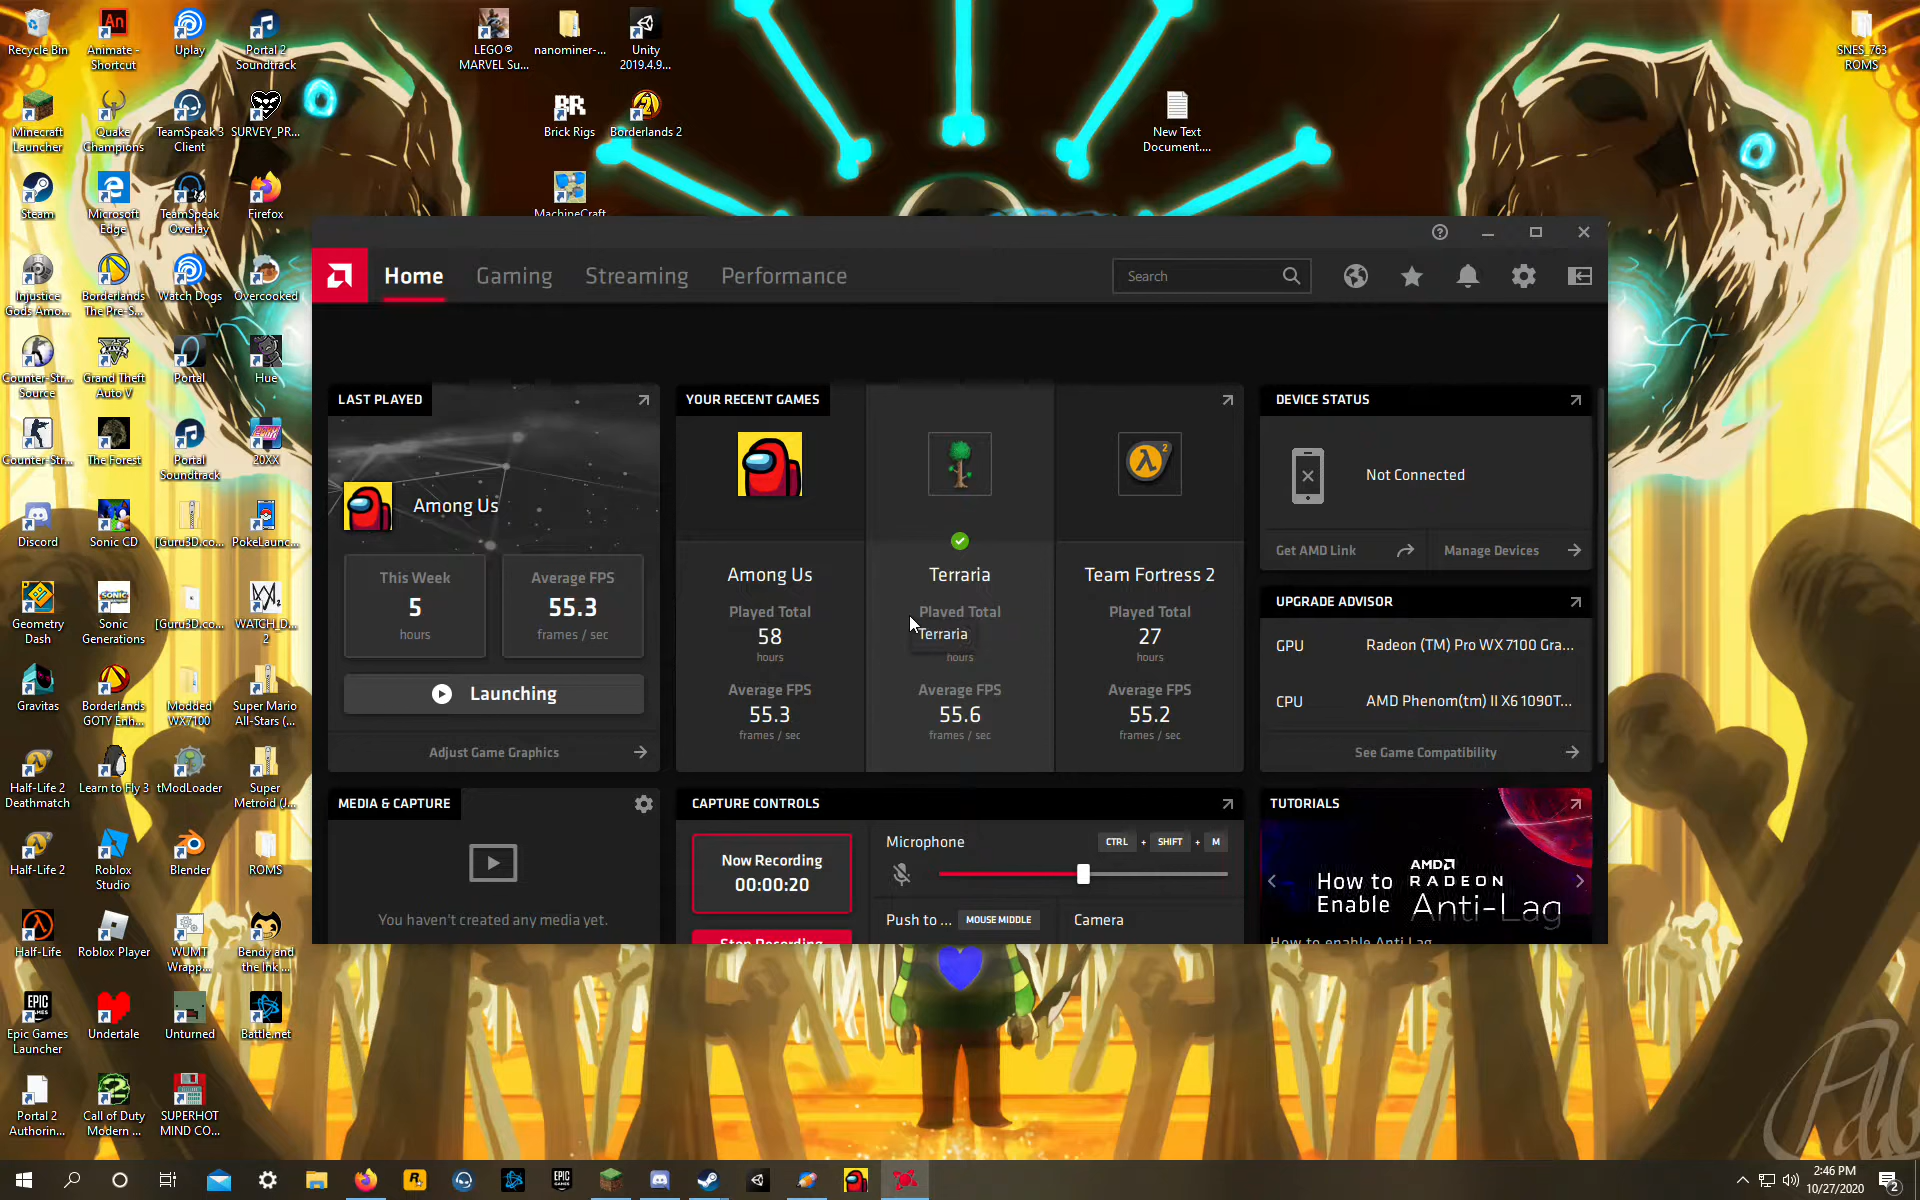 Recycle Bin
Animate -
Shortcut
Uplay
Portal 2
Soundtrack
LEGO®
MARVEL Su...
nanominer-...
Unity
2019.4.9...
SNES_763
ROMS
Minecraft
Launcher
Quake
Champions
TeamSpeak 3
Client
SURVEY_PR...
Brick Rigs
Borderlands 2
New Text
Document....
Steam
Microsoft
Edge
TeamSpeak
Overlay
Firefox
MachineCraft
Injustice
Gods Amo...
Borderlands
The Pre-S...
Watch Dogs
Overcooked
Counter-Str...
Source
Grand Theft
Auto V
Portal
Hue
Counter-Str...
The Forest
Portal
Soundtrack
20XX
Discord
Sonic CD
[Guru3D.co...
PokeLaunc...
Geometry
Dash
Sonic
Generations
[Guru3D.co...
WATCH_D...
2
Gravitas
Borderlands
GOTY Enh...
Modded
WX7100
Super Mario
All-Stars (...
Half-Life 2
Deathmatch
Learn to Fly 3
tModLoader
Super
Metroid (J...
Half-Life 2
Roblox
Studio
Blender
ROMS
Half-Life
Roblox Player
WUMT
Wrapp...
Bendy and
the Ink ...
Epic Games
Launcher
Undertale
Unturned
Battle.net
Portal 2
Authorin...
Call of Duty
Modern ...
SUPERHOT
MIND CO...
Home
Gaming
Streaming
Performance
Search
LAST PLAYED
Among Us
This Week
5
hours
Average FPS
55.3
frames / sec
Launching
Adjust Game Graphics
YOUR RECENT GAMES
Among Us
Played Total
58
hours
Average FPS
55.3
frames / sec
Terraria
Played Total
Terraria
hours
Average FPS
55.6
frames / sec
Team Fortress 2
Played Total
27
hours
Average FPS
55.2
frames / sec
DEVICE STATUS
Not Connected
Get AMD Link
Manage Devices
UPGRADE ADVISOR
GPU
Radeon (TM) Pro WX 7100 Gra...
CPU
AMD Phenom(tm) II X6 1090T...
See Game Compatibility
MEDIA & CAPTURE
You haven't created any media yet.
CAPTURE CONTROLS
Now Recording
00:00:20
Stop Recording
Microphone
CTRL + SHIFT + M
Push to ...
MOUSE MIDDLE
Camera
TUTORIALS
How to
Enable
AMD
RADEON
Anti-Lag
How to enable Anti Lag
2:46 PM
10/27/2020
2